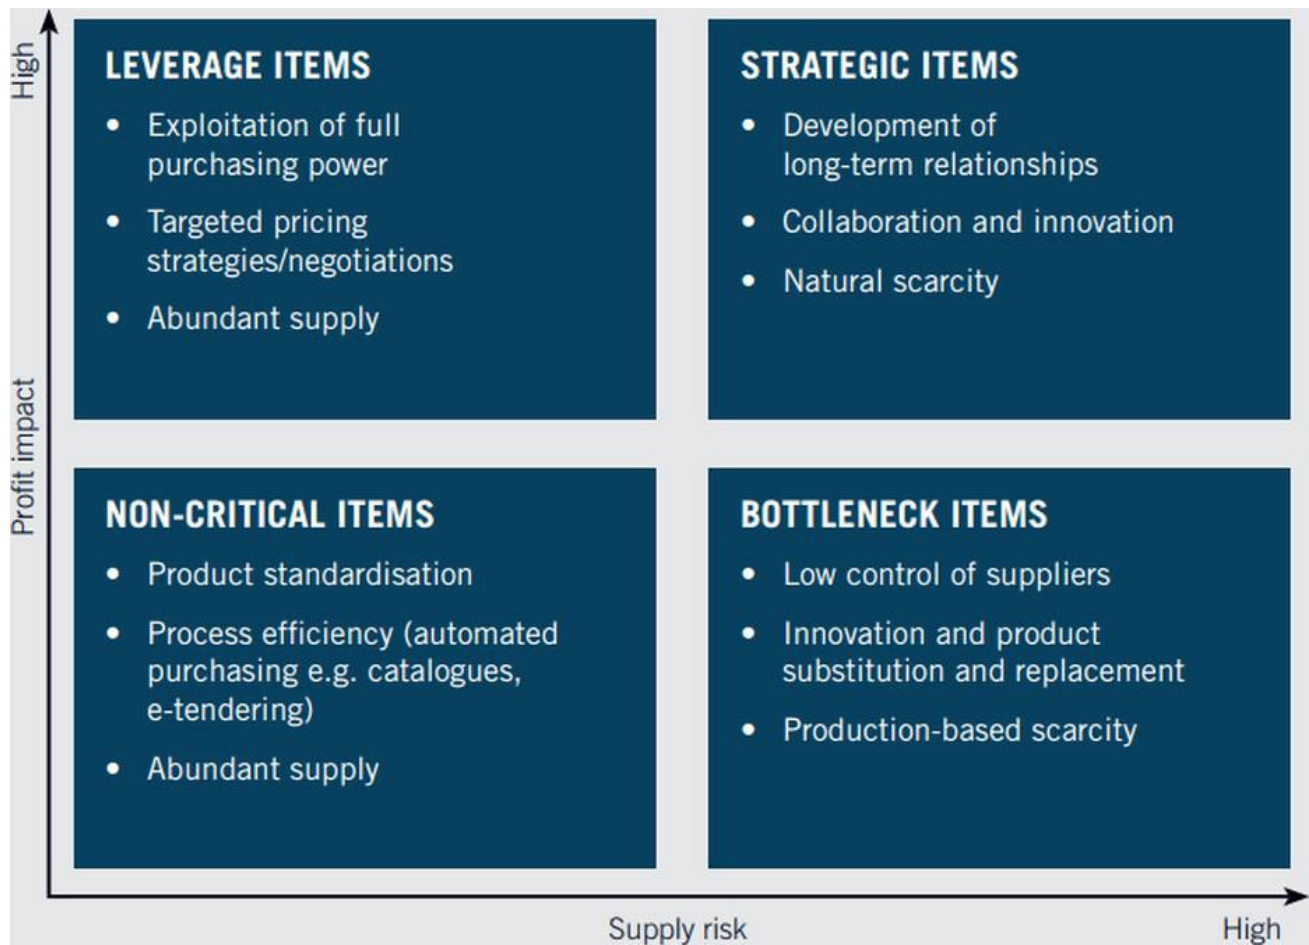 High
Profit impact
LEVERAGE ITEMS
• Exploitation of full
purchasing power
• Targeted pricing
strategies/negotiations
• Abundant supply
STRATEGIC ITEMS
• Development of
long-term relationships
• Collaboration and innovation
• Natural scarcity
NON-CRITICAL ITEMS
• Product standardisation
• Process efficiency (automated
purchasing e.g. catalogues,
e-tendering)
• Abundant supply
BOTTLENECK ITEMS
• Low control of suppliers
• Innovation and product
substitution and replacement
• Production-based scarcity
Supply risk
High